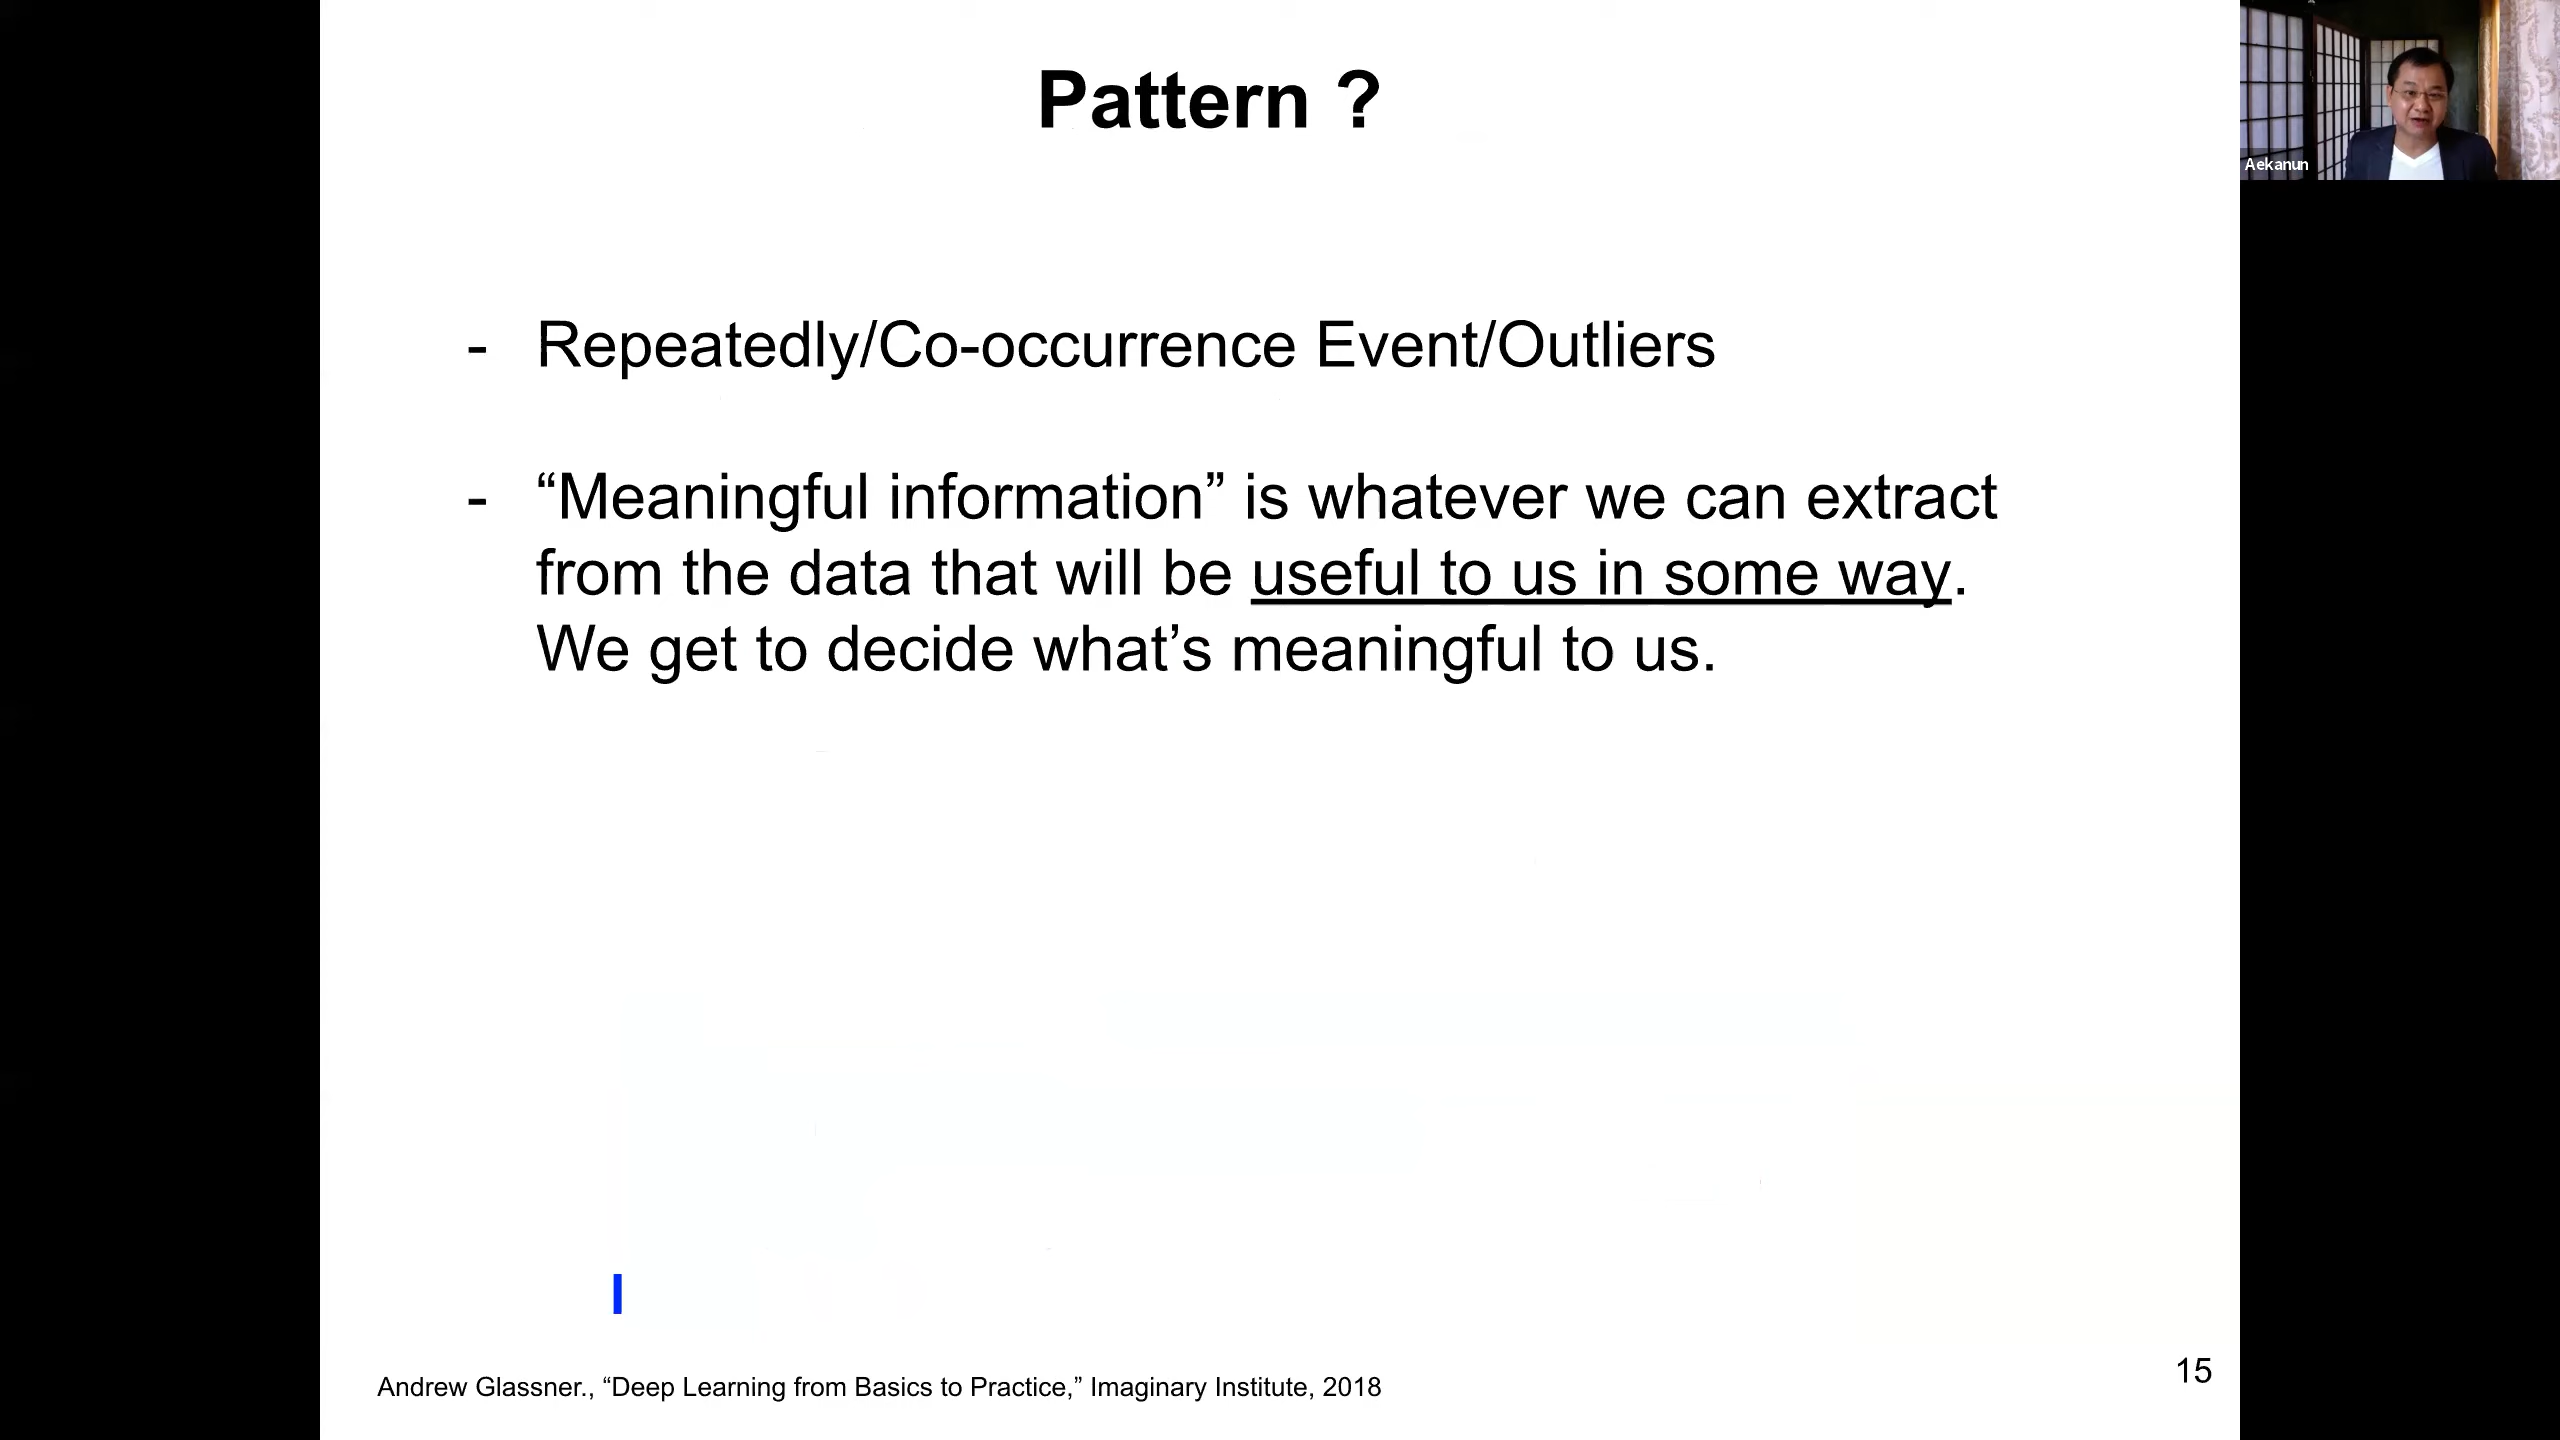 Pattern ?
Aekanun
- Repeatedly/Co-occurrence Event/Outliers
- “Meaningful information” is whatever we can extract
from the data that will be useful to us in some way.
We get to decide what’s meaningful to us.
Andrew Glassner., “Deep Learning from Basics to Practice,” Imaginary Institute, 2018
15